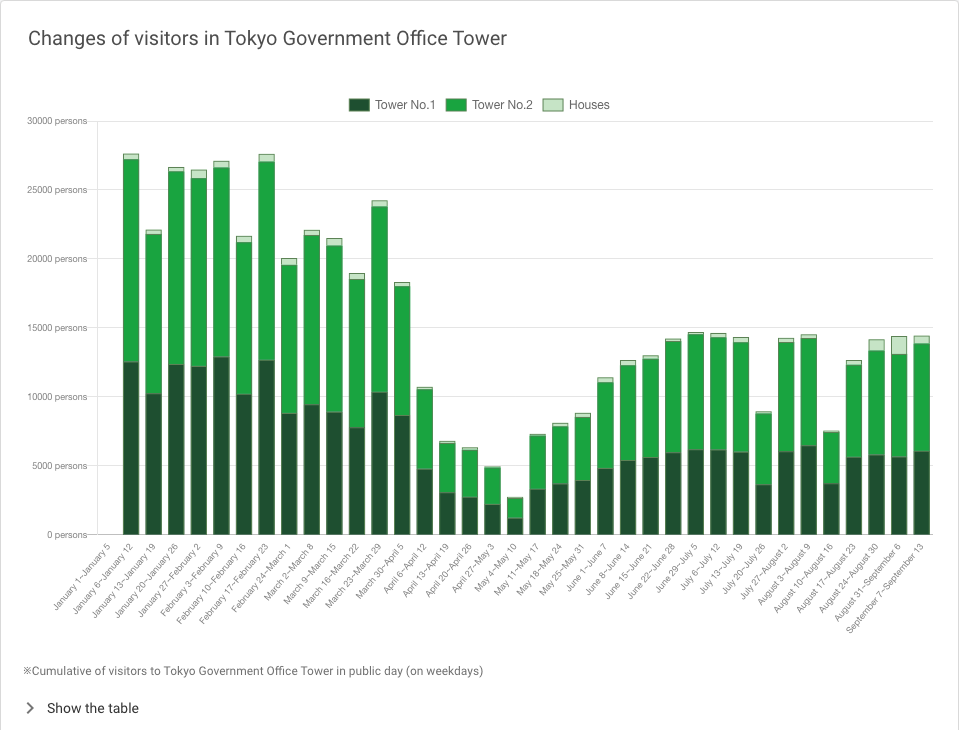 Changes of visitors in Tokyo Government Office Tower
Tower No.1 Tower No.2 Houses
30000 persons
25000 persons
20000 persons
15000 persons
10000 persons
5000 persons
0 persons
January 1~January 5
January 6~January 12
January 13~January 19
January 20~January 26
January 27~February 2
February 3~February 9
February 10~February 16
February 17~February 23
February 24~March 1
March 2~March 8
March 9~March 15
March 16~March 22
March 23~March 29
March 30~April 5
April 6~April 12
April 13~April 19
April 20~April 26
April 27~May 3
May 4~May 10
May 11~May 17
May 18~May 24
May 25~May 31
June 1~June 7
June 8~June 14
June 15~June 21
June 22~June 28
June 29~July 5
July 6~July 12
July 13~July 19
July 20~July 26
July 27~August 2
August 3~August 9
August 10~August 16
August 17~August 23
August 24~August 30
August 31~September 6
September 7~September 13
※Cumulative of visitors to Tokyo Government Office Tower in public day (on weekdays)
Show the table